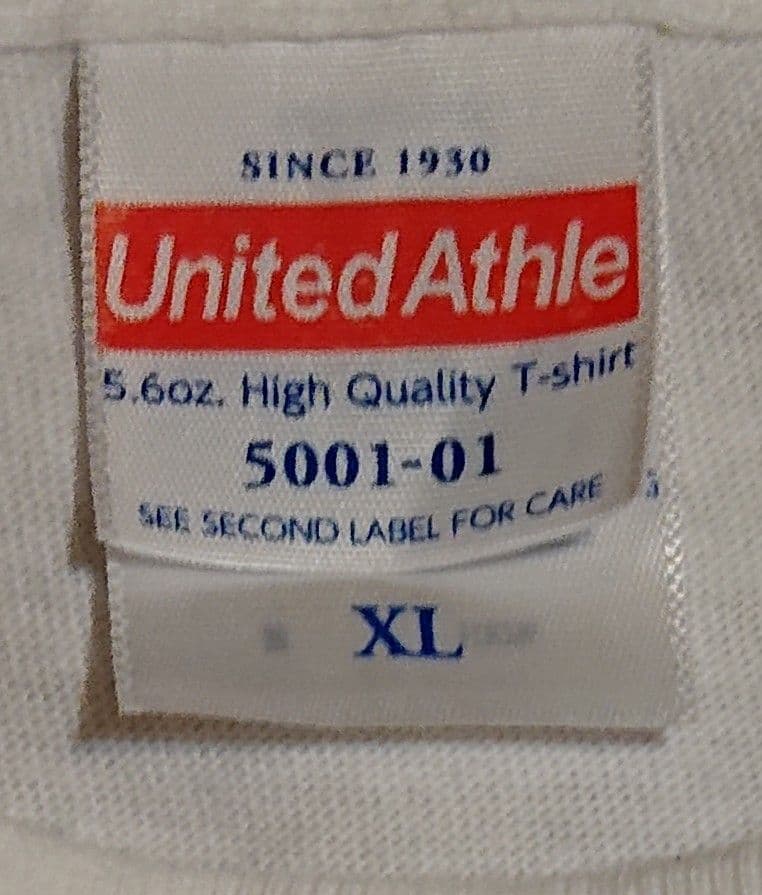 SINCE 1930
United Athle
5.6oz. High Quality T-shirt
5001-01
SEE SECOND LABEL FOR CARE
XL